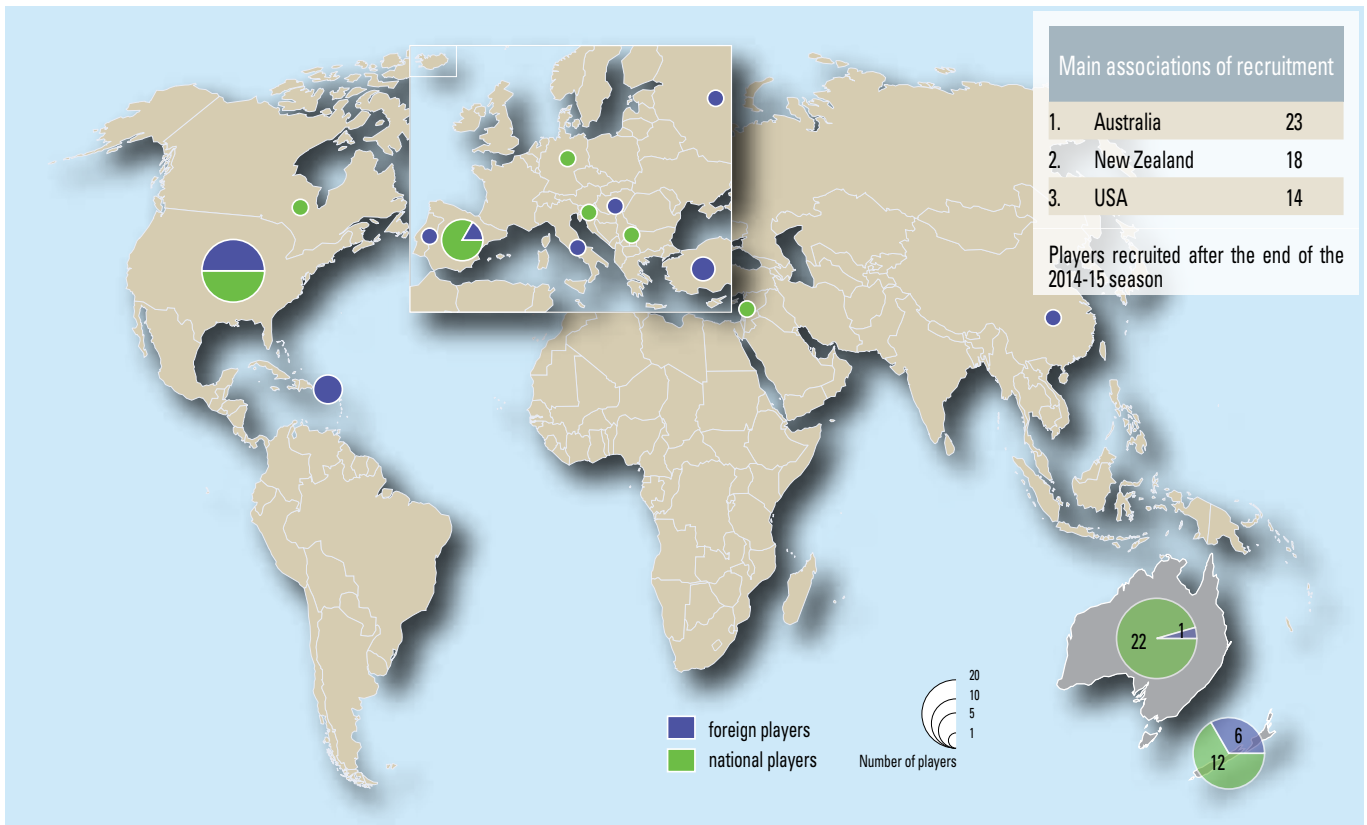 Main associations of recruitment
1. Australia 23
2. New Zealand 18
3. USA 14
Players recruited after the end of the
2014-15 season
22
1
6
12
foreign players
national players
20
10
5
1
Number of players